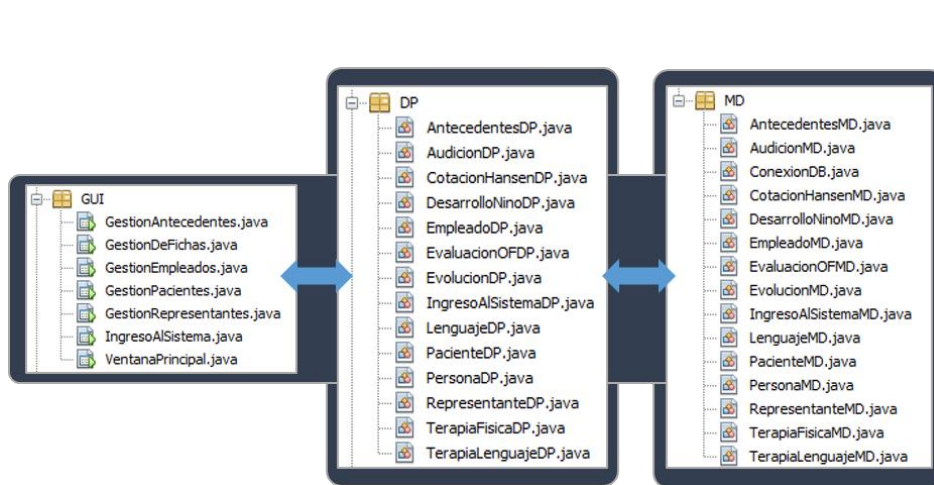 GUI
GestionAntecedentes.java
GestionDeFichas.java
GestionEmpleados.java
GestionPacientes.java
GestionRepresentantes.java
IngresoAlSistema.java
VentanaPrincipal.java
DP
AntecedentesDP.java
AudicionDP.java
CotacionHansenDP.java
DesarrolloNinoDP.java
EmpleadoDP.java
EvaluacionOFDP.java
EvolucionDP.java
IngresoAlSistemaDP.java
LenguajeDP.java
PacienteDP.java
PersonaDP.java
RepresentanteDP.java
TerapiaFisicaDP.java
TerapiaLenguajeDP.java
MD
AntecedentesMD.java
AudicionMD.java
ConexionDB.java
CotacionHansenMD.java
DesarrolloNinoMD.java
EmpleadoMD.java
EvaluacionOFMD.java
EvolucionMD.java
IngresoAlSistemaMD.java
LenguajeMD.java
PacienteMD.java
PersonaMD.java
RepresentanteMD.java
TerapiaFisicaMD.java
TerapiaLenguajeMD.java